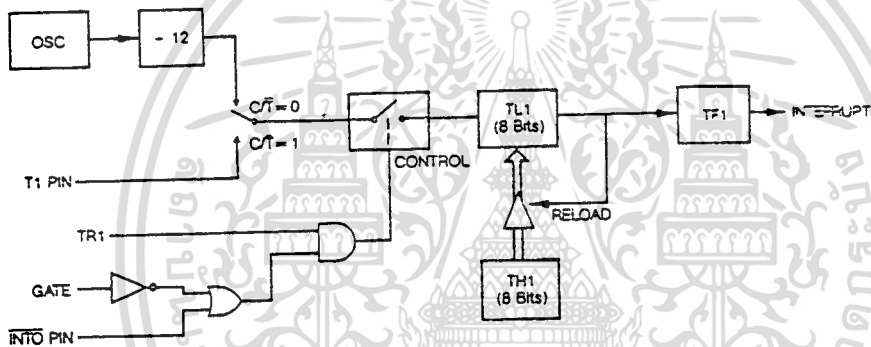 OSC
÷ 12
C/T̅ = 0
C/T̅ = 1
T1 PIN
CONTROL
TL1
(8 Bits)
TF1
INTERRUPT
RELOAD
TR1
TH1
(8 Bits)
GATE
I̅N̅T̅0̅ PIN